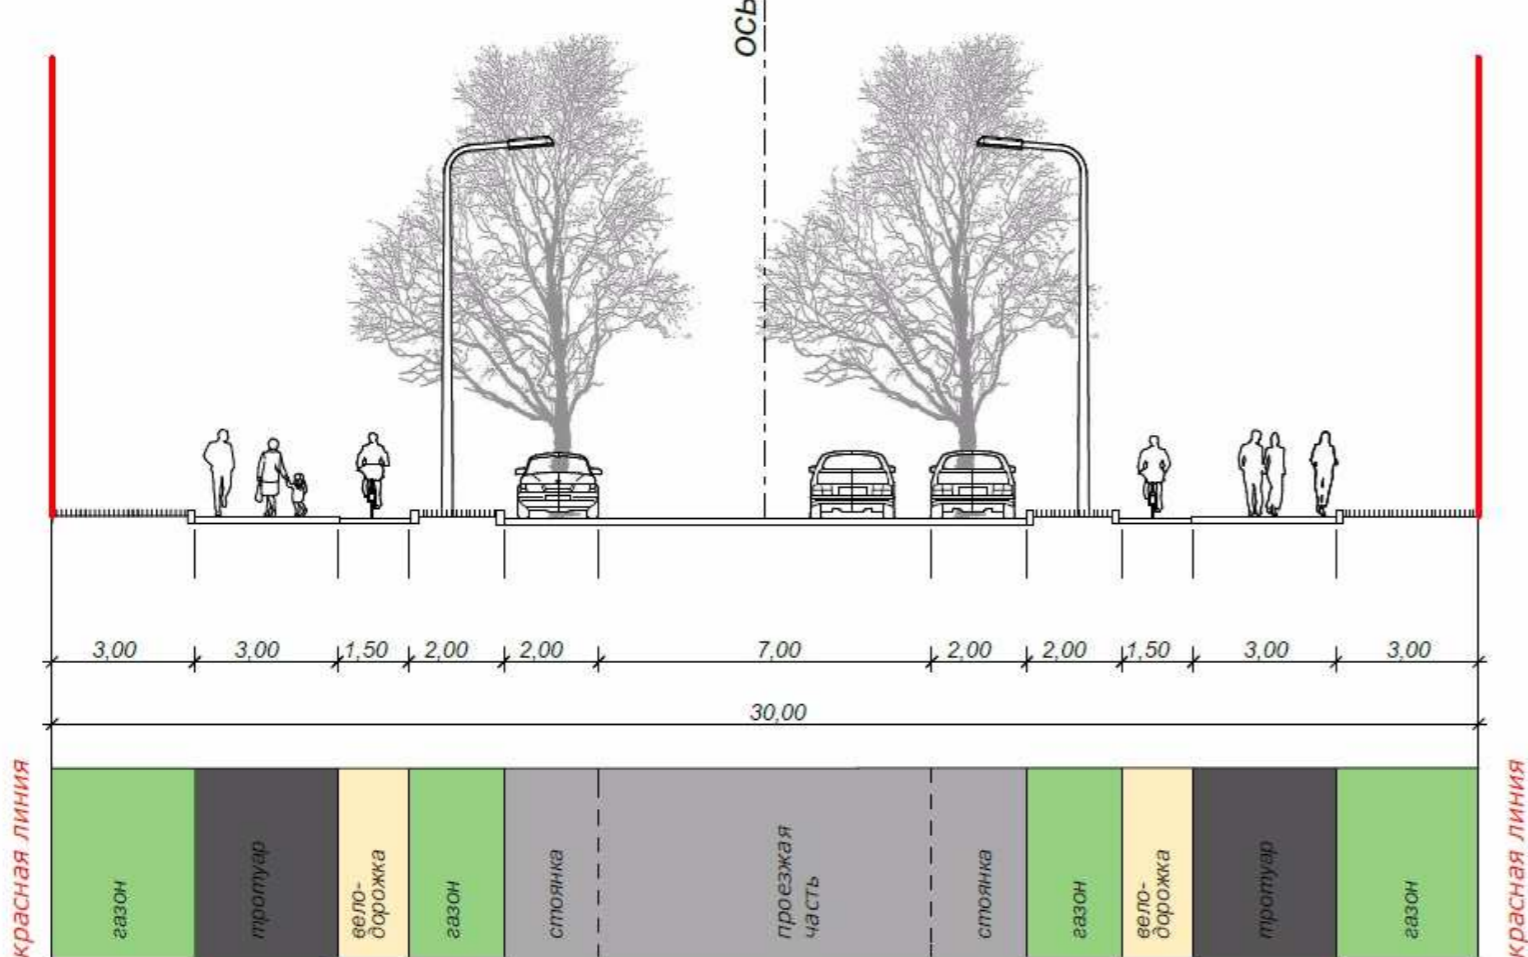 ось
3,00 3,00 1,50 2,00 2,00 7,00 2,00 2,00 1,50 3,00 3,00
30,00
красная линия
газон
тротуар
вело-
дорожка
газон
стоянка
проезжая
часть
стоянка
газон
вело-
дорожка
тротуар
газон
красная линия